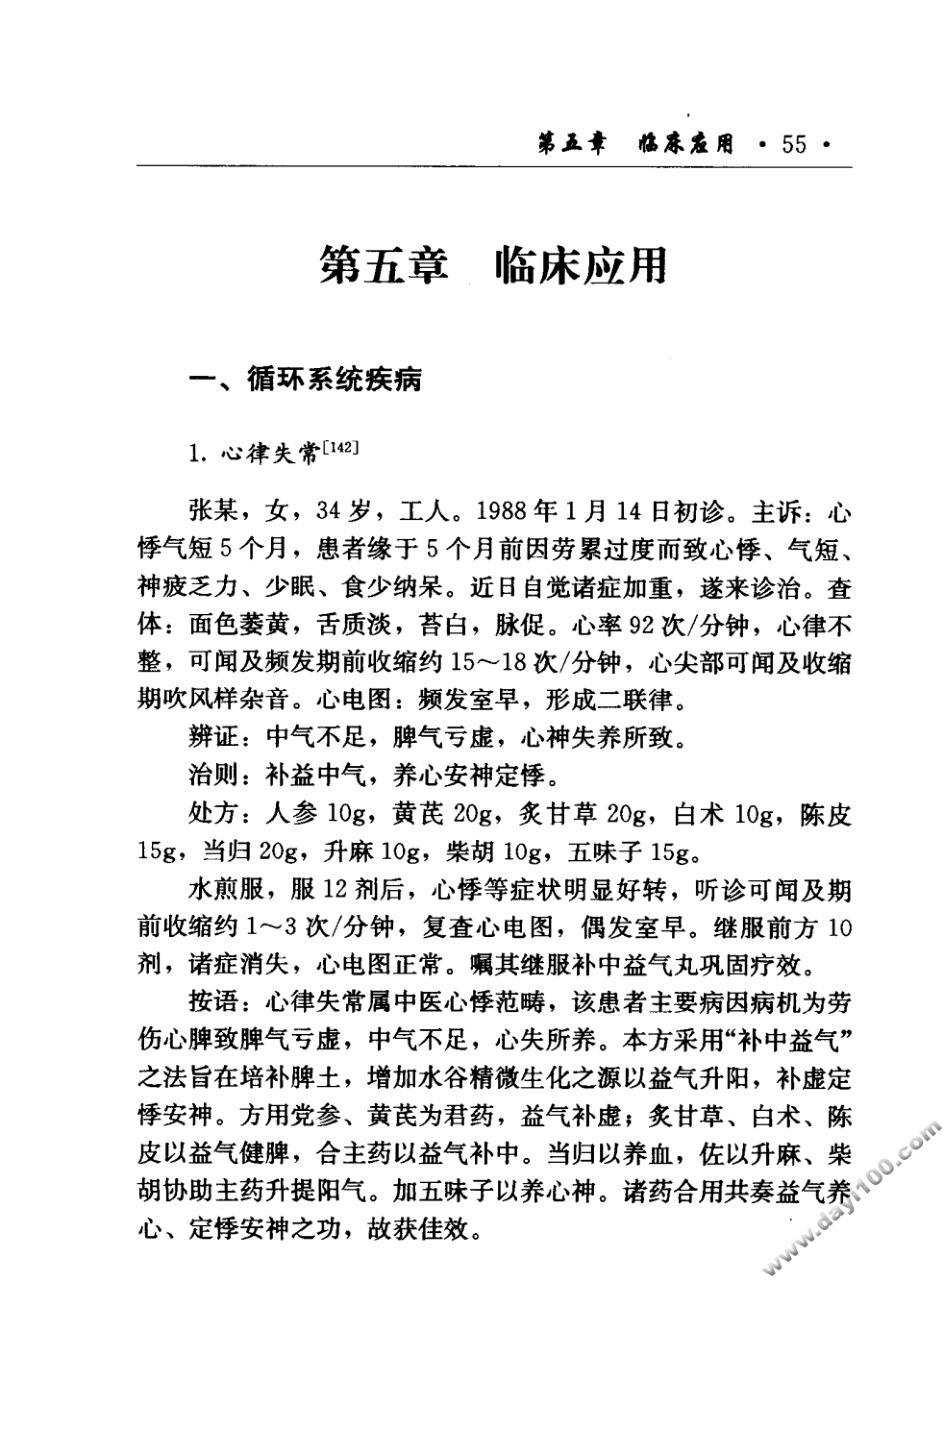 第五章　临床应用 · 55 ·
第五章　临床应用
一、循环系统疾病
1. 心律失常[142]
张某，女，34 岁，工人。1988 年 1 月 14 日初诊。主诉：心
悸气短 5 个月，患者缘于 5 个月前因劳累过度而致心悸、气短、
神疲乏力、少眠、食少纳呆。近日自觉诸症加重，遂来诊治。查
体：面色萎黄，舌质淡，苔白，脉促。心率 92 次/分钟，心律不
整，可闻及频发期前收缩约 15～18 次/分钟，心尖部可闻及收缩
期吹风样杂音。心电图：频发室早，形成二联律。
辨证：中气不足，脾气亏虚，心神失养所致。
治则：补益中气，养心安神定悸。
处方：人参 10g，黄芪 20g，炙甘草 20g，白术 10g，陈皮
15g，当归 20g，升麻 10g，柴胡 10g，五味子 15g。
水煎服，服 12 剂后，心悸等症状明显好转，听诊可闻及期
前收缩约 1～3 次/分钟，复查心电图，偶发室早。继服前方 10
剂，诸症消失，心电图正常。嘱其继服补中益气丸巩固疗效。
按语：心律失常属中医心悸范畴，该患者主要病因病机为劳
伤心脾致脾气亏虚，中气不足，心失所养。本方采用“补中益气”
之法旨在培补脾土，增加水谷精微生化之源以益气升阳，补虚定
悸安神。方用党参、黄芪为君药，益气补虚；炙甘草、白术、陈
皮以益气健脾，合主药以益气补中。当归以养血，佐以升麻、柴
胡协助主药升提阳气。加五味子以养心神。诸药合用共奏益气养
心、定悸安神之功，故获佳效。
www.dayi100.com